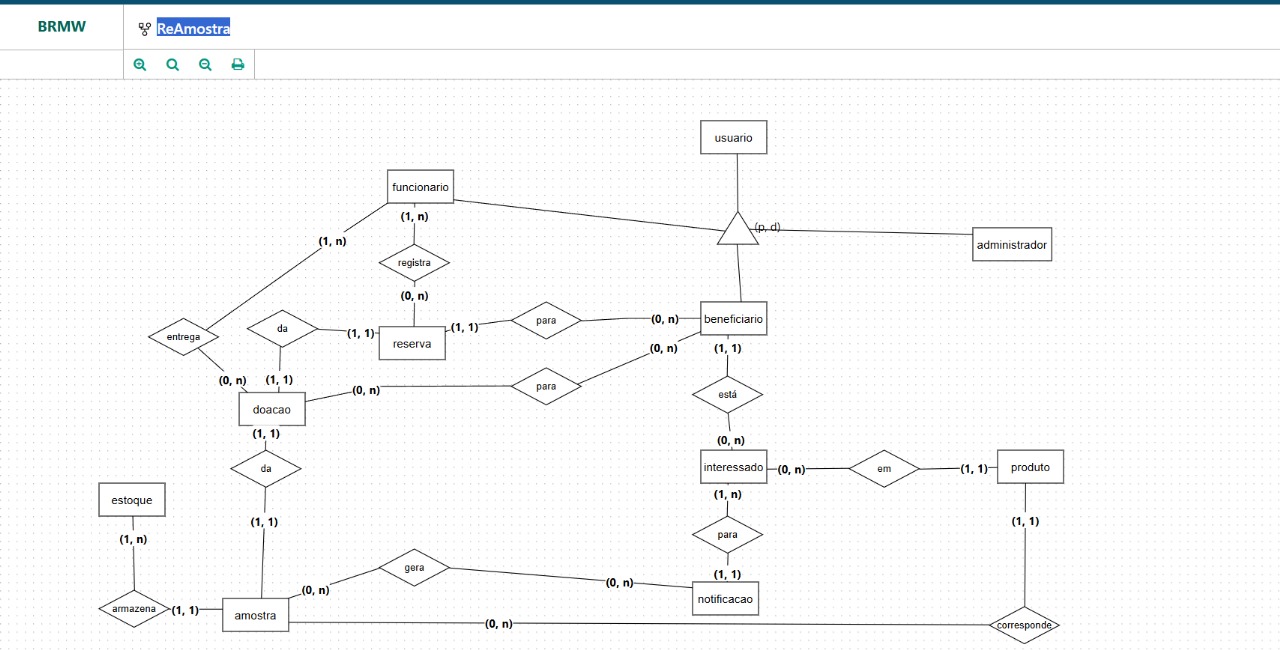 BRMW
ReAmostra
usuario
funcionario
(1, n)
(p, d)
(1, n)
administrador
registra
(0, n)
beneficiario
para
(0, n)
(1, 1)
da
(1, 1)
entrega
reserva
(0, n)
(1, 1)
(0, n)
(1, 1)
para
(0, n)
está
doacao
(1, 1)
(0, n)
da
interessado
(0, n)
em
(1, 1)
produto
estoque
(1, n)
(1, 1)
(1, 1)
(1, n)
para
gera
(1, 1)
(0, n)
(0, n)
notificacao
armazena
(1, 1)
amostra
(0, n)
corresponde